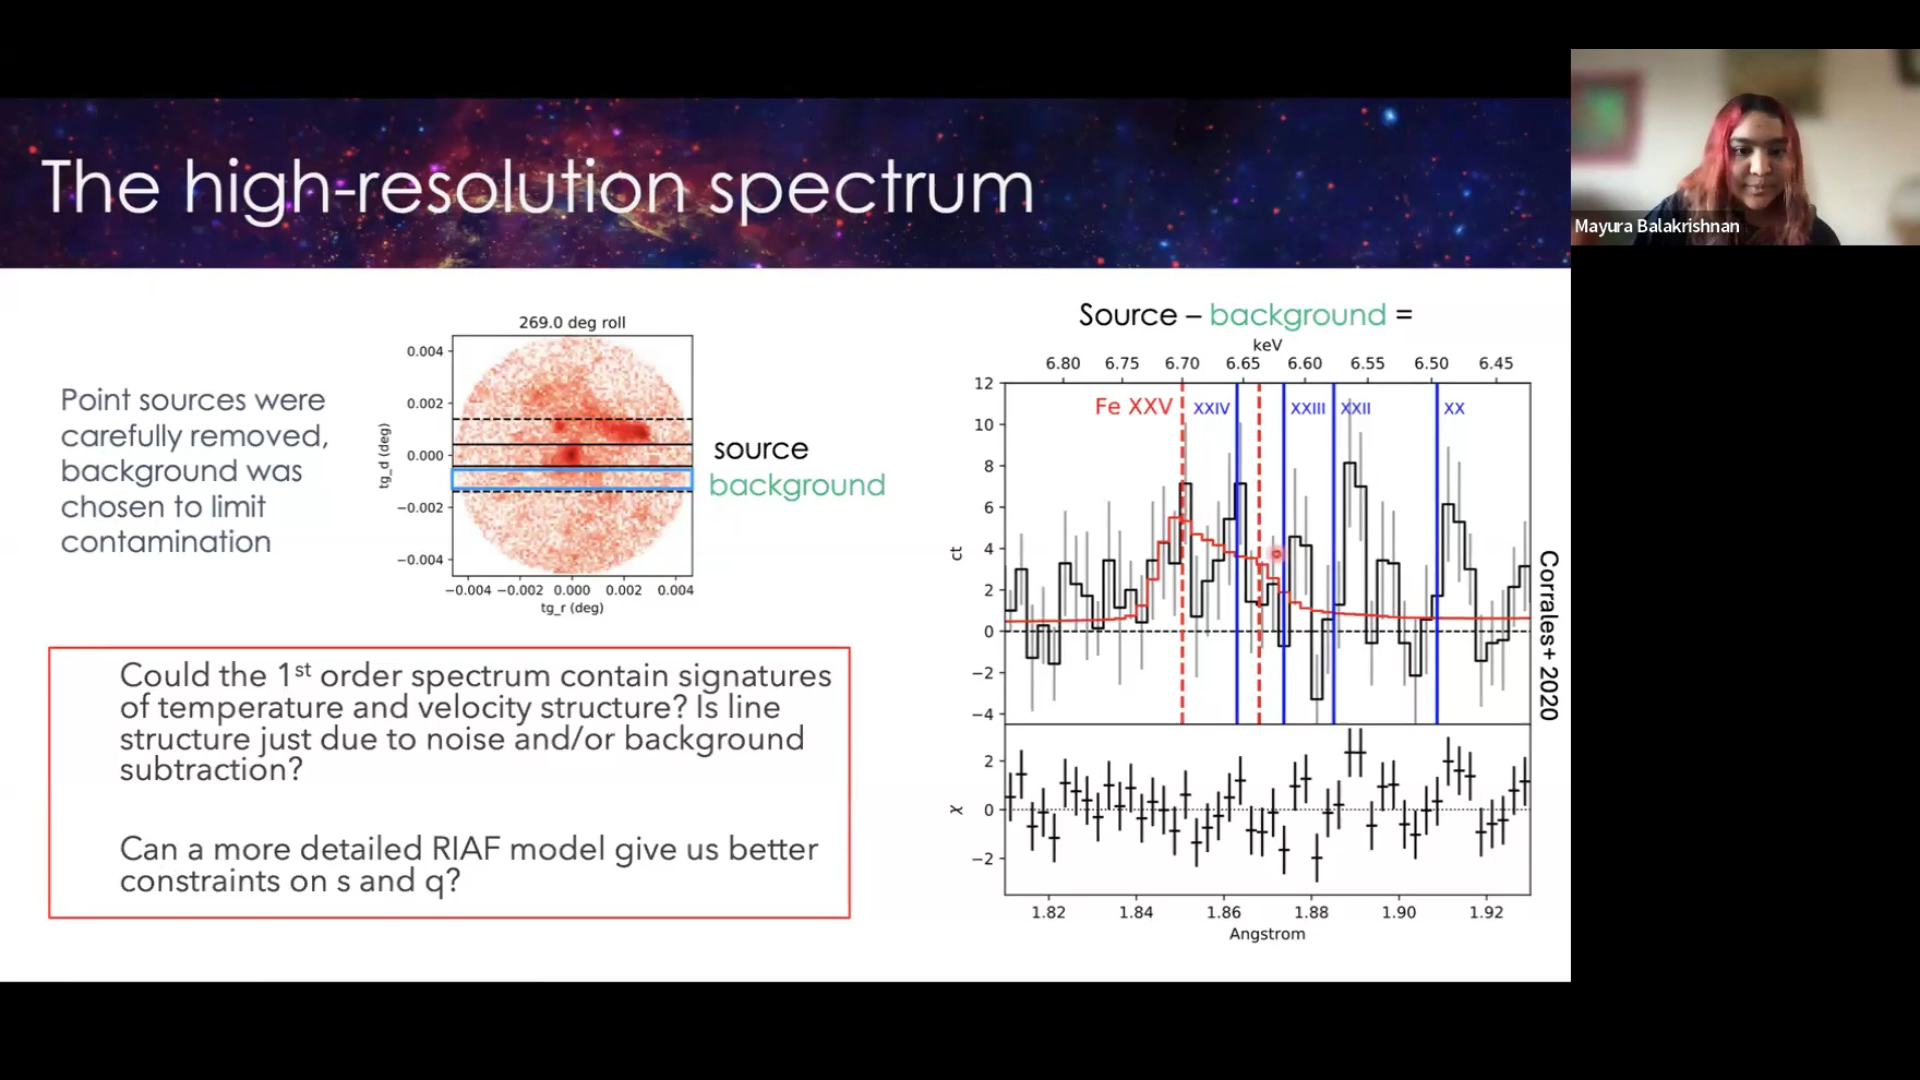 The high-resolution spectrum
Mayura Balakrishnan
Point sources were
carefully removed,
background was
chosen to limit
contamination
269.0 deg roll
0.004
0.002
0.000
−0.002
−0.004
tg_d (deg)
−0.004 −0.002 0.000 0.002 0.004
tg_r (deg)
source
background
Source – background =
keV
6.80 6.75 6.70 6.65 6.60 6.55 6.50 6.45
Fe XXV XXIV XXIII XXII XX
12
10
8
6
4
2
0
−2
−4
ct
2
0
−2
χ
1.82 1.84 1.86 1.88 1.90 1.92
Angstrom
Corrales+ 2020
Could the 1st order spectrum contain signatures
of temperature and velocity structure? Is line
structure just due to noise and/or background
subtraction?
Can a more detailed RIAF model give us better
constraints on s and q?